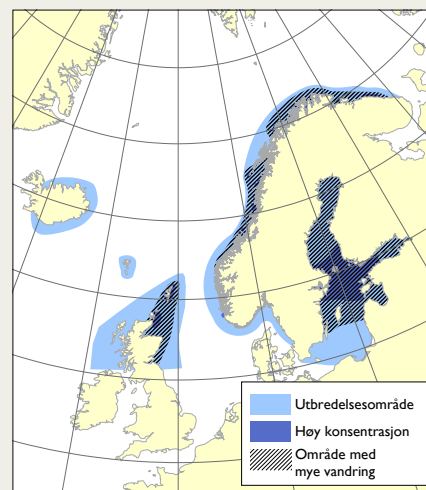 Utbredelsesområde
Høy konsentrasjon
Område med
mye vandring